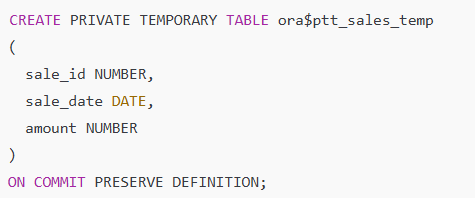 CREATE PRIVATE TEMPORARY TABLE ora$ptt_sales_temp
(
sale_id NUMBER,
sale_date DATE,
amount NUMBER
)
ON COMMIT PRESERVE DEFINITION;